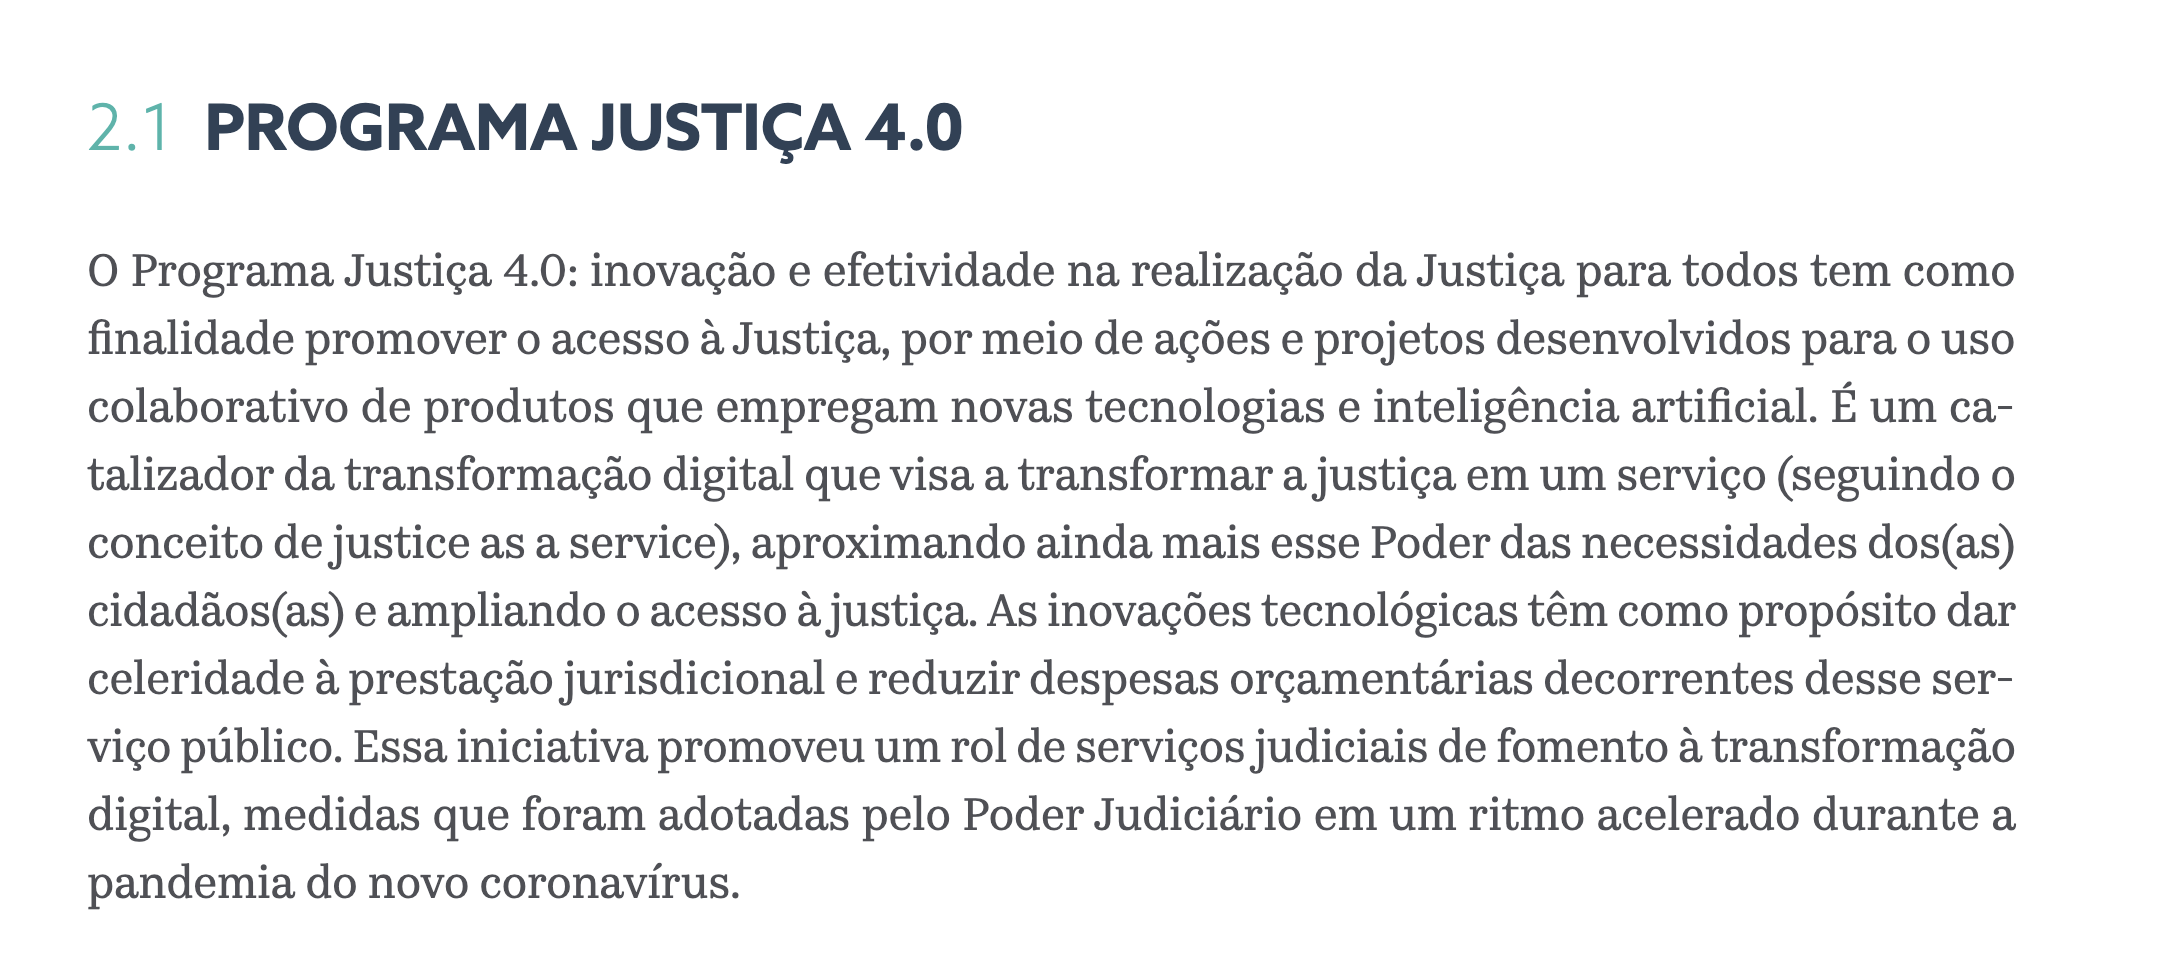 2.1 PROGRAMA JUSTIÇA 4.0
O Programa Justiça 4.0: inovação e efetividade na realização da Justiça para todos tem como
finalidade promover o acesso à Justiça, por meio de ações e projetos desenvolvidos para o uso
colaborativo de produtos que empregam novas tecnologias e inteligência artificial. É um ca-
talizador da transformação digital que visa a transformar a justiça em um serviço (seguindo o
conceito de justice as a service), aproximando ainda mais esse Poder das necessidades dos(as)
cidadãos(as) e ampliando o acesso à justiça. As inovações tecnológicas têm como propósito dar
celeridade à prestação jurisdicional e reduzir despesas orçamentárias decorrentes desse ser-
viço público. Essa iniciativa promoveu um rol de serviços judiciais de fomento à transformação
digital, medidas que foram adotadas pelo Poder Judiciário em um ritmo acelerado durante a
pandemia do novo coronavírus.